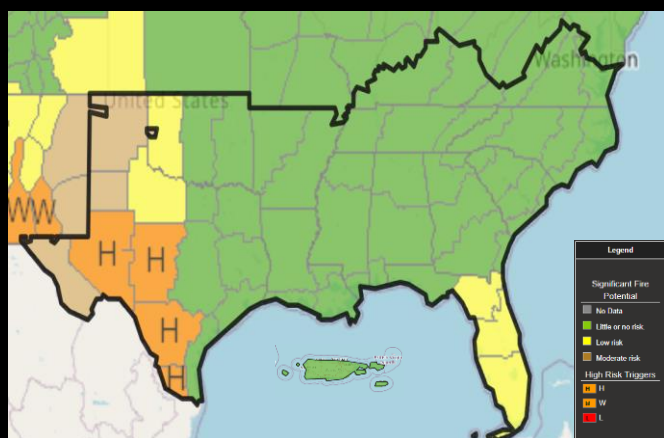 United States
Washington
W
W
H
H
H
H
Legend
Significant Fire
Potential
No Data
Little or no risk
Low risk
Moderate risk
High Risk Triggers
H H
W W
L